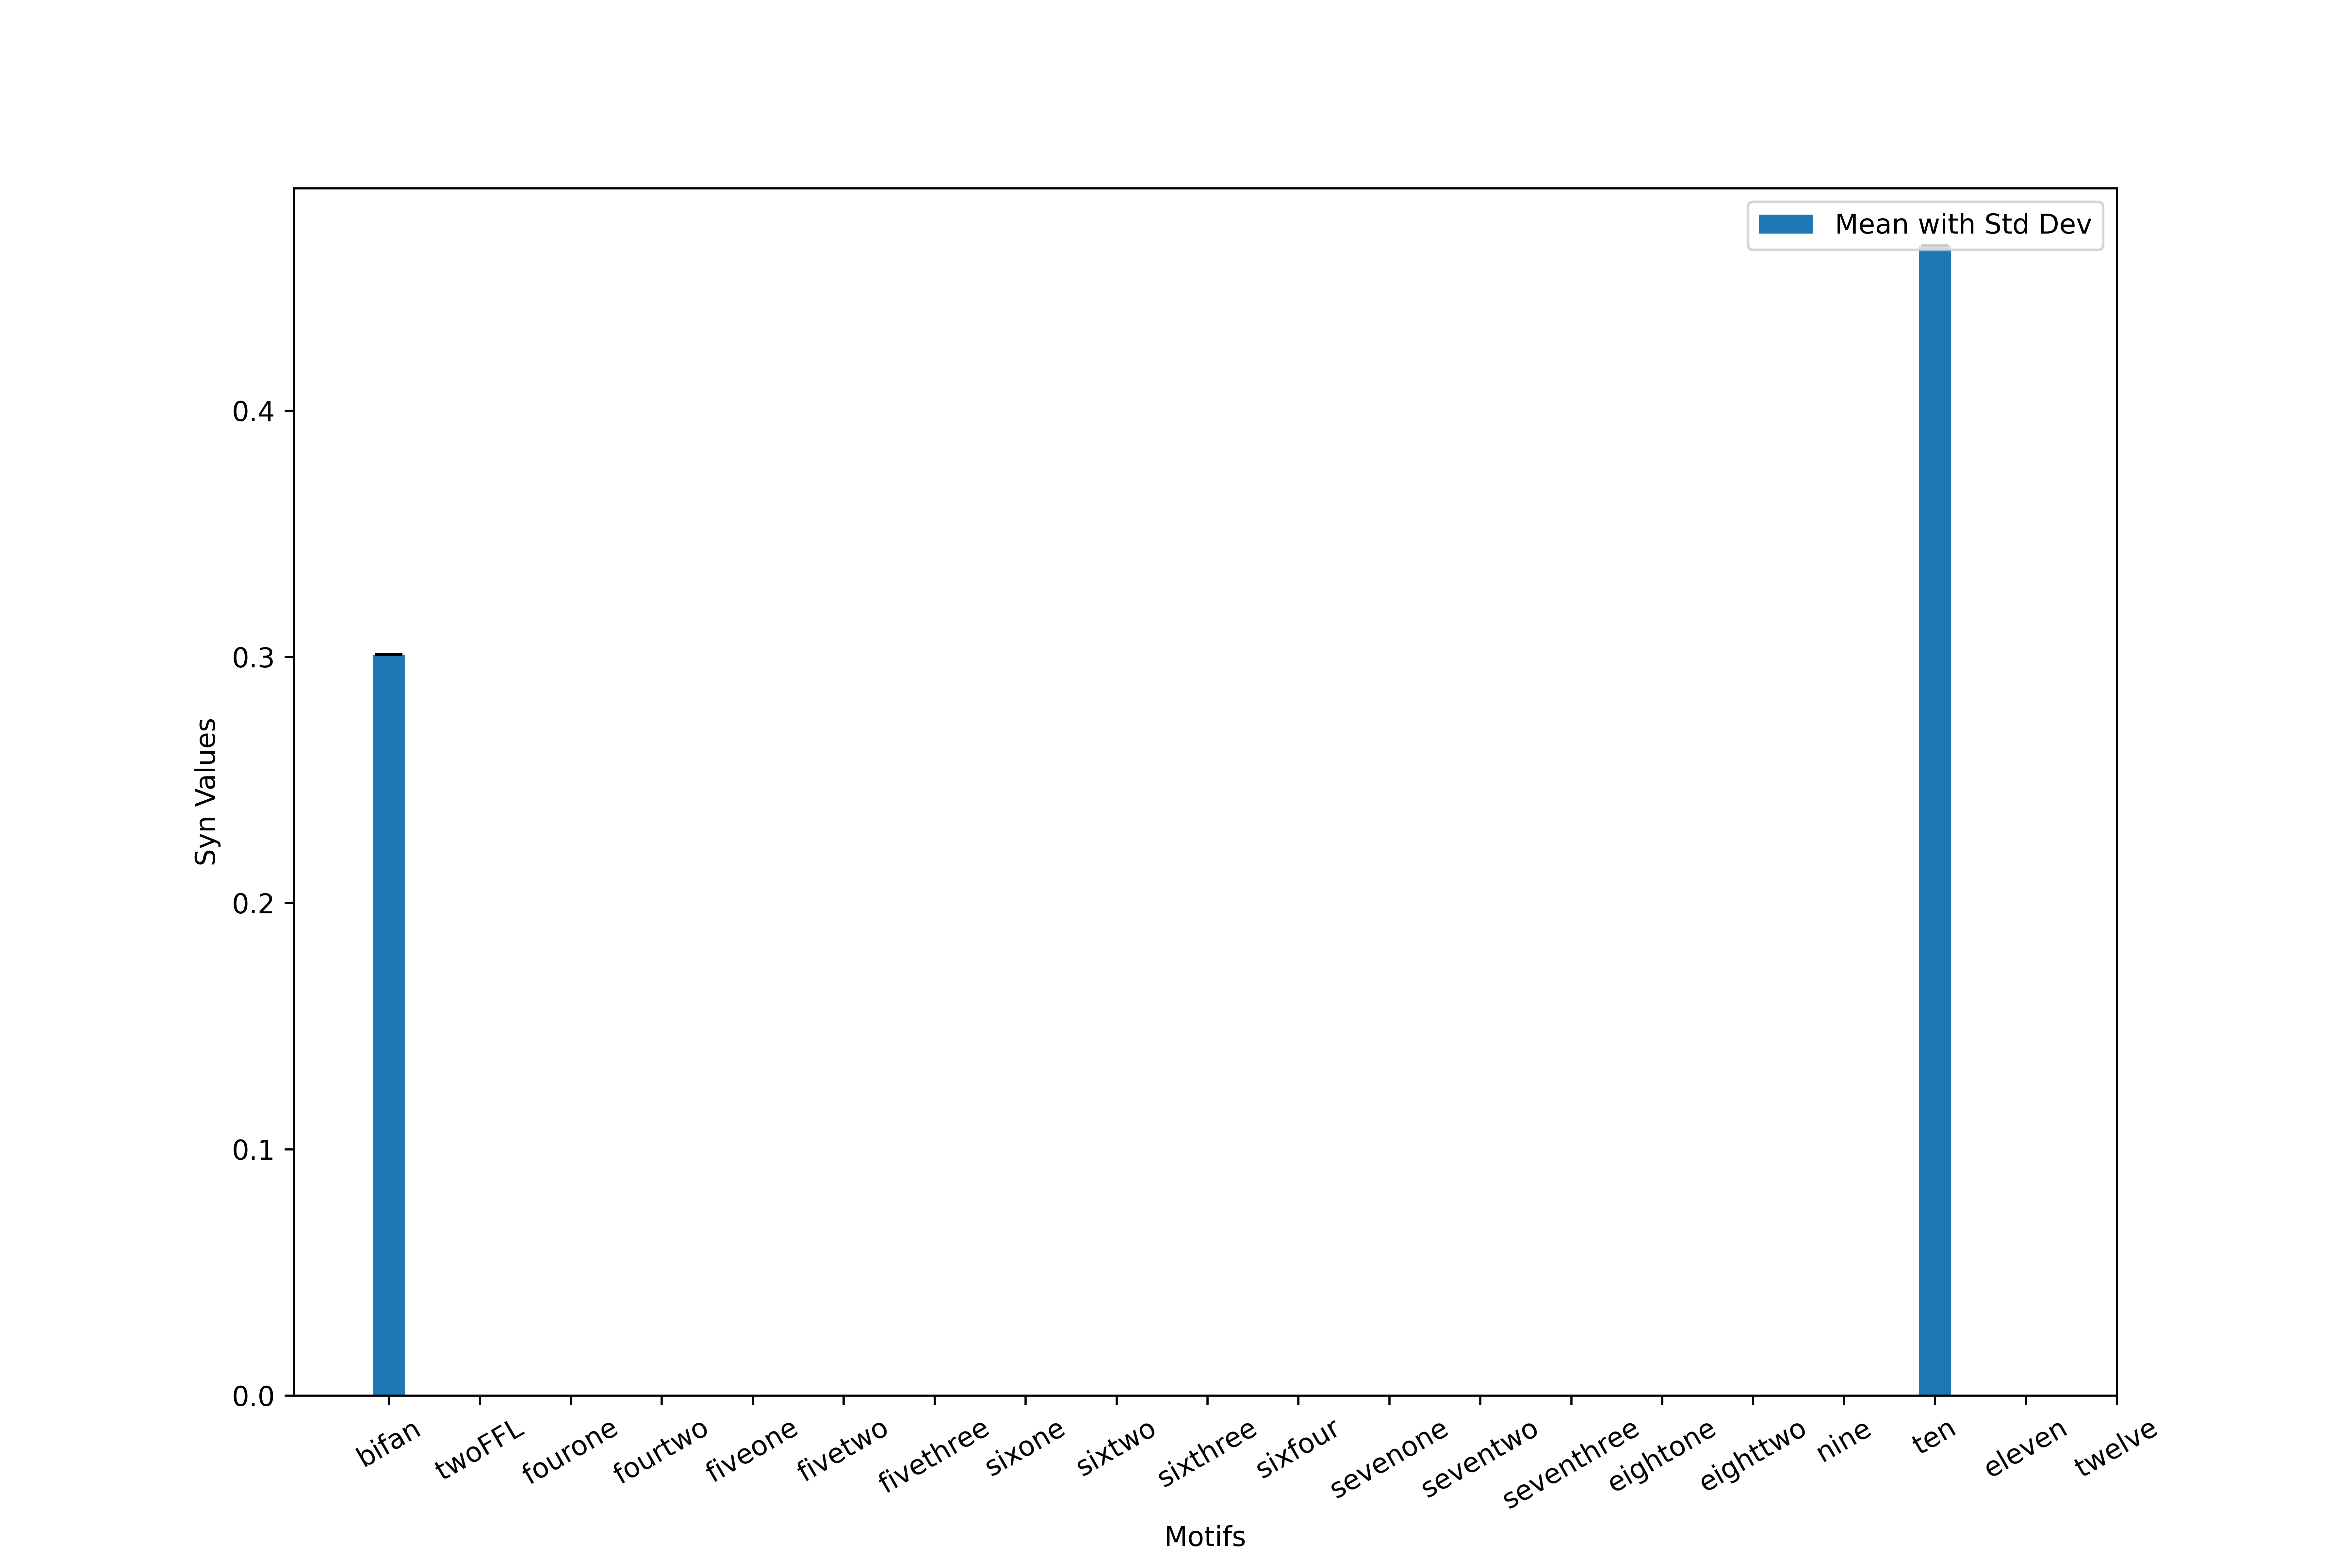 Mean with Std Dev
0.4
0.3
0.2
0.1
0.0
Syn Values
bifan
twoFFL
fourone
fourtwo
fiveone
fivetwo
fivethree
sixone
sixtwo
sixthree
sixfour
sevenone
seventwo
seventhree
eightone
eighttwo
nine
ten
eleven
twelve
Motifs